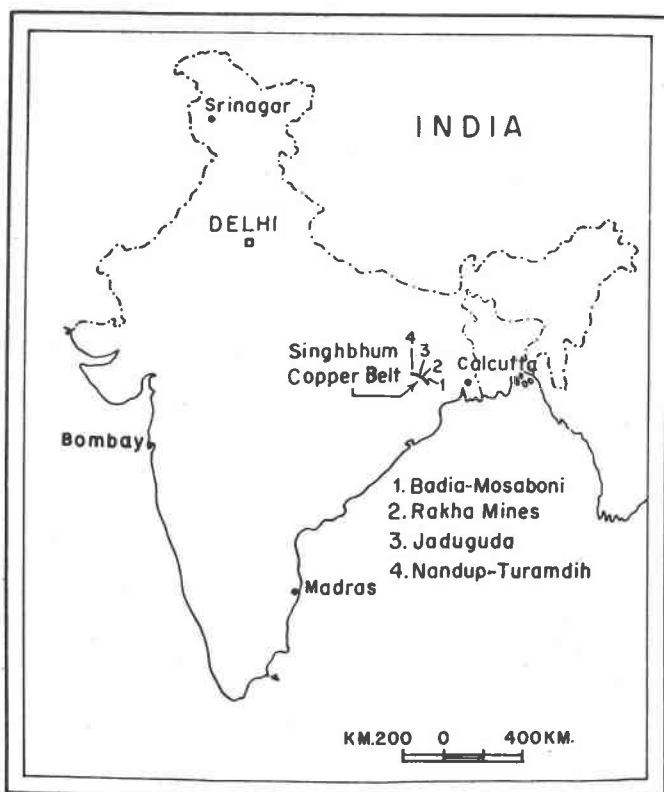 Srinagar
INDIA
DELHI
4
3
Singhbhum
2
Calcutta
Copper Belt
1
Bombay
1. Badia-Mosaboni
2. Rakha Mines
3. Jaduguda
4. Nandup-Turamdih
Madras
KM.200 0 400KM.